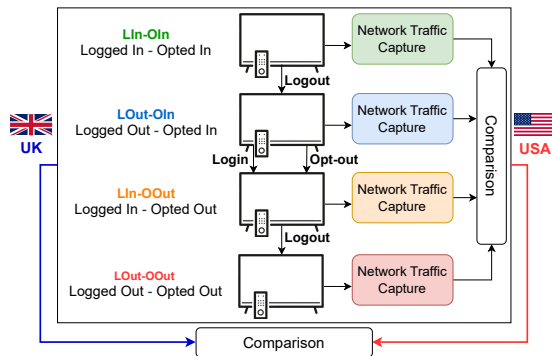 LIn-OIn
Logged In - Opted In
Network Traffic
Capture
Logout
LOut-OIn
Logged Out - Opted In
Network Traffic
Capture
UK
USA
Comparison
Login
Opt-out
LIn-OOut
Logged In - Opted Out
Network Traffic
Capture
Logout
LOut-OOut
Logged Out - Opted Out
Network Traffic
Capture
Comparison